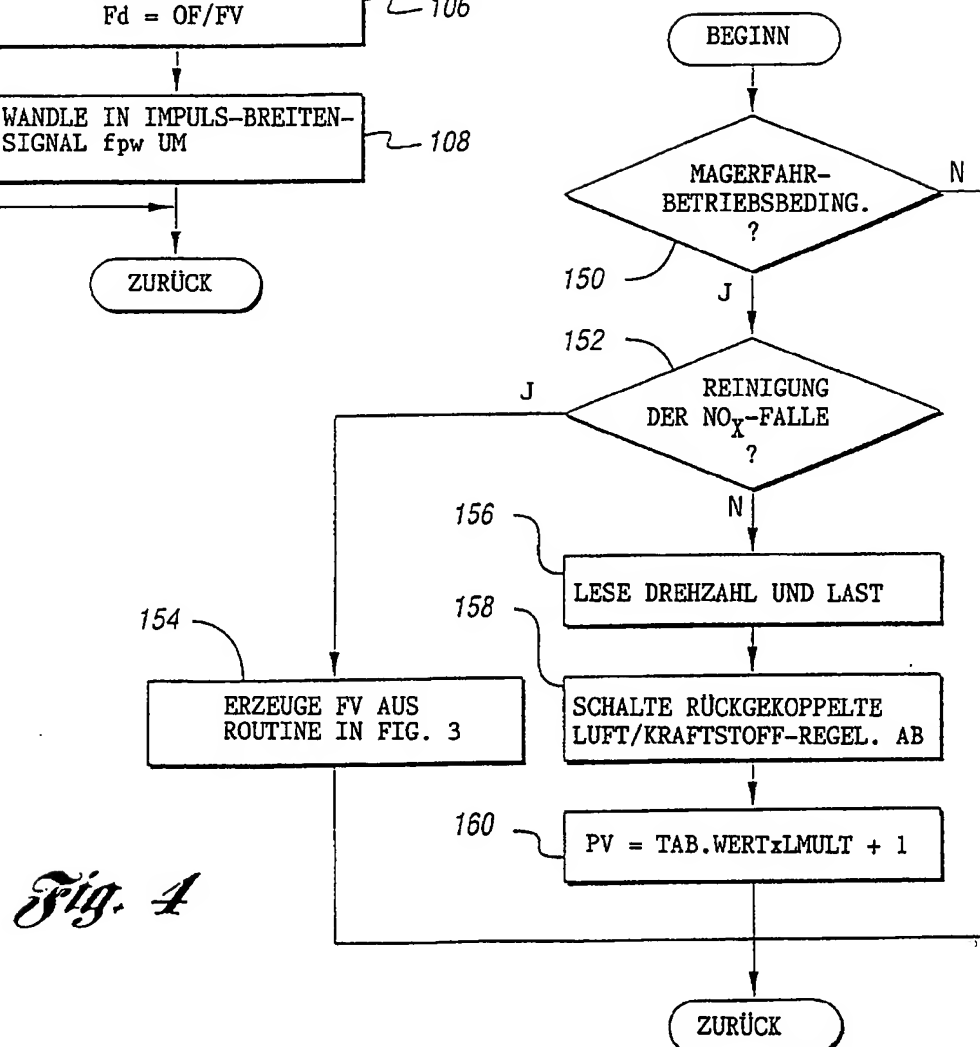 Fd = OF/FV
106
WANDLE IN IMPULS-BREITEN-
SIGNAL fpw UM
108
ZURÜCK
BEGINN
MAGERFAHR-
BETRIEBSBEDING.
?
N
150
J
152
REINIGUNG
DER NOX-FALLE
?
J
N
156
LESE DREHZAHL UND LAST
158
154
ERZEUGE FV AUS
ROUTINE IN FIG. 3
SCHALTE RÜCKGEKOPPELTE
LUFT/KRAFTSTOFF-REGEL. AB
160
PV = TAB.WERTxLMULT + 1
Fig. 4
ZURÜCK